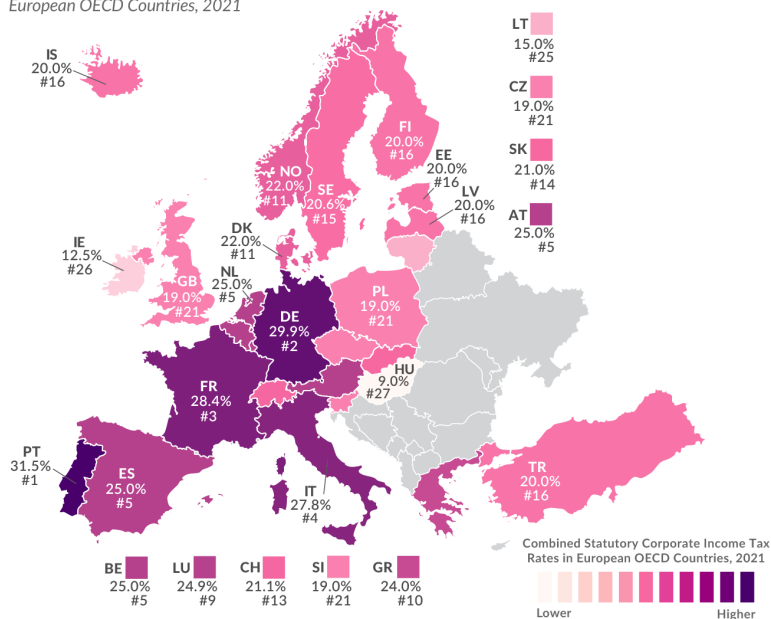 European OECD Countries, 2021
IS
20.0%
#16
LT
15.0%
#25
CZ
19.0%
#21
SK
21.0%
#14
AT
25.0%
#5
FI
20.0%
#16
EE
20.0%
#16
LV
20.0%
#16
NO
22.0%
#11
SE
20.6%
#15
DK
22.0%
#11
IE
12.5%
#26
GB
19.0%
#21
NL
25.0%
#5
DE
29.9%
#2
PL
19.0%
#21
HU
9.0%
#27
FR
28.4%
#3
PT
31.5%
#1
ES
25.0%
#5
IT
27.8%
#4
TR
20.0%
#16
BE
25.0%
#5
LU
24.9%
#9
CH
21.1%
#13
SI
19.0%
#21
GR
24.0%
#10
Combined Statutory Corporate Income Tax
Rates in European OECD Countries, 2021
Lower
Higher